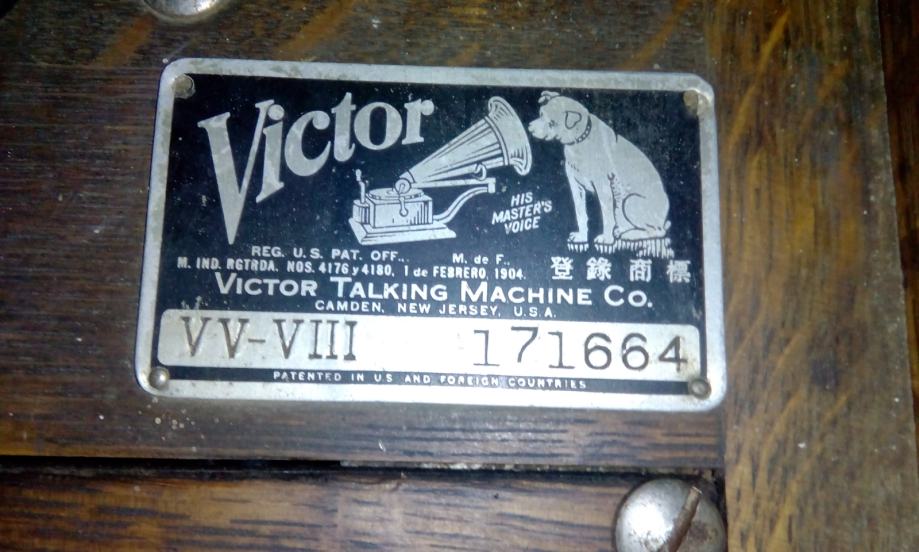 Victor
HIS
MASTER'S
VOICE
REG. U.S. PAT. OFF.. M. de F..
M. IND. RGTRDA. NOS. 4176 y 4180, 1 de FEBRERO, 1904. 登錄商標
VICTOR TALKING MACHINE CO.
CAMDEN, NEW JERSEY, U.S.A.
VV-VIII 171664
PATENTED IN U S AND FOREIGN COUNTRIES